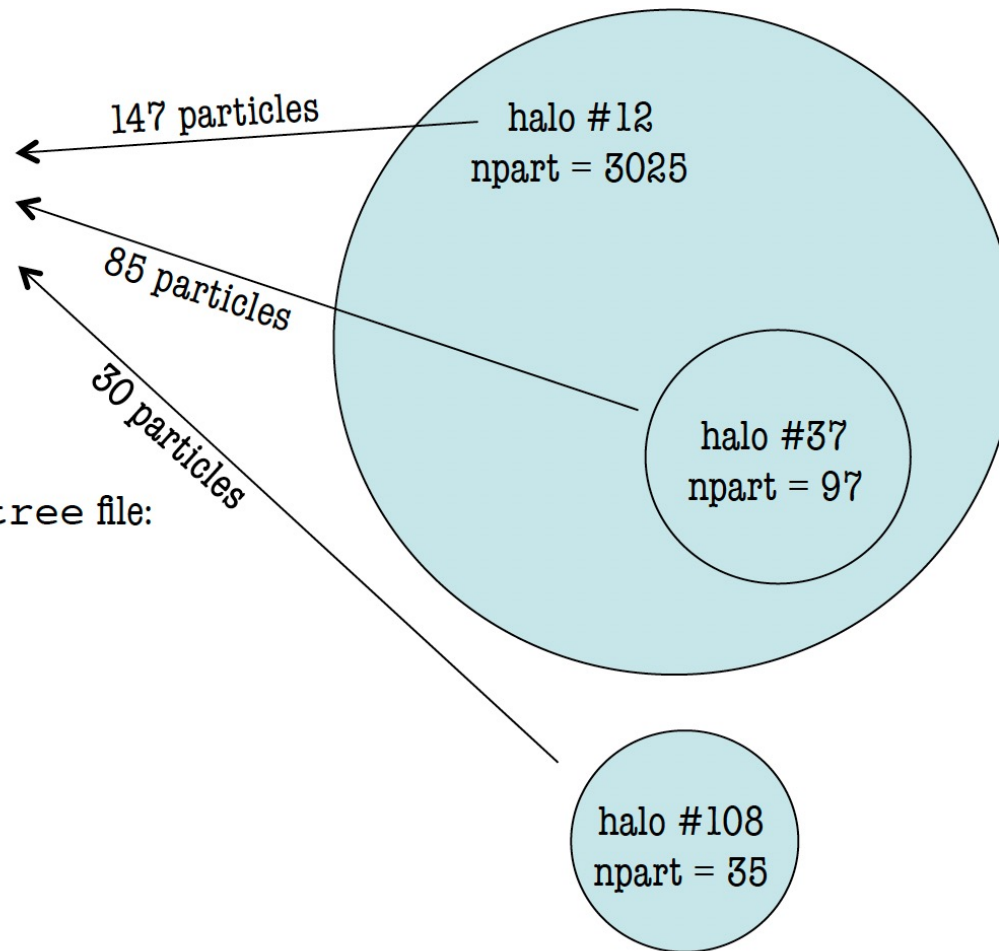 147 particles
halo #12
npart = 3025
85 particles
30 particles
halo #37
npart = 97
tree file:
halo #108
npart = 35